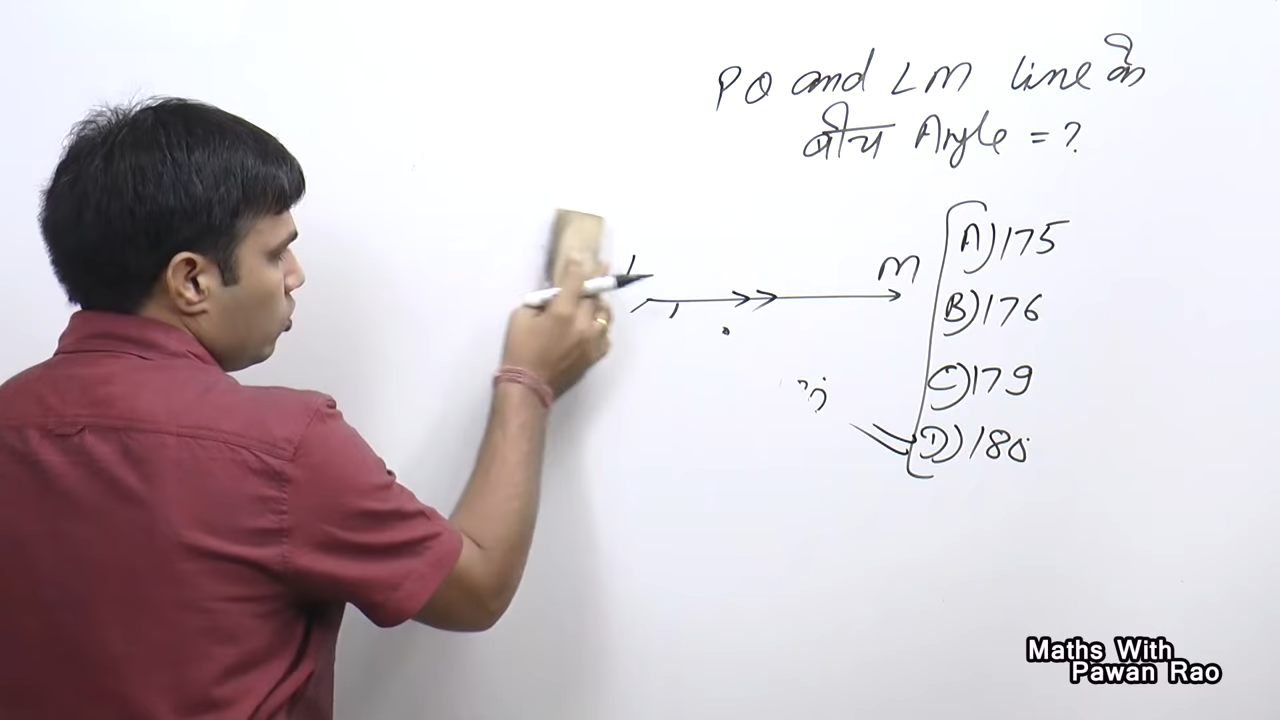 PQ and LM line के
बीच Angle = ?
M
A) 175
B) 176
C) 179
D) 180
Maths With
Pawan Rao